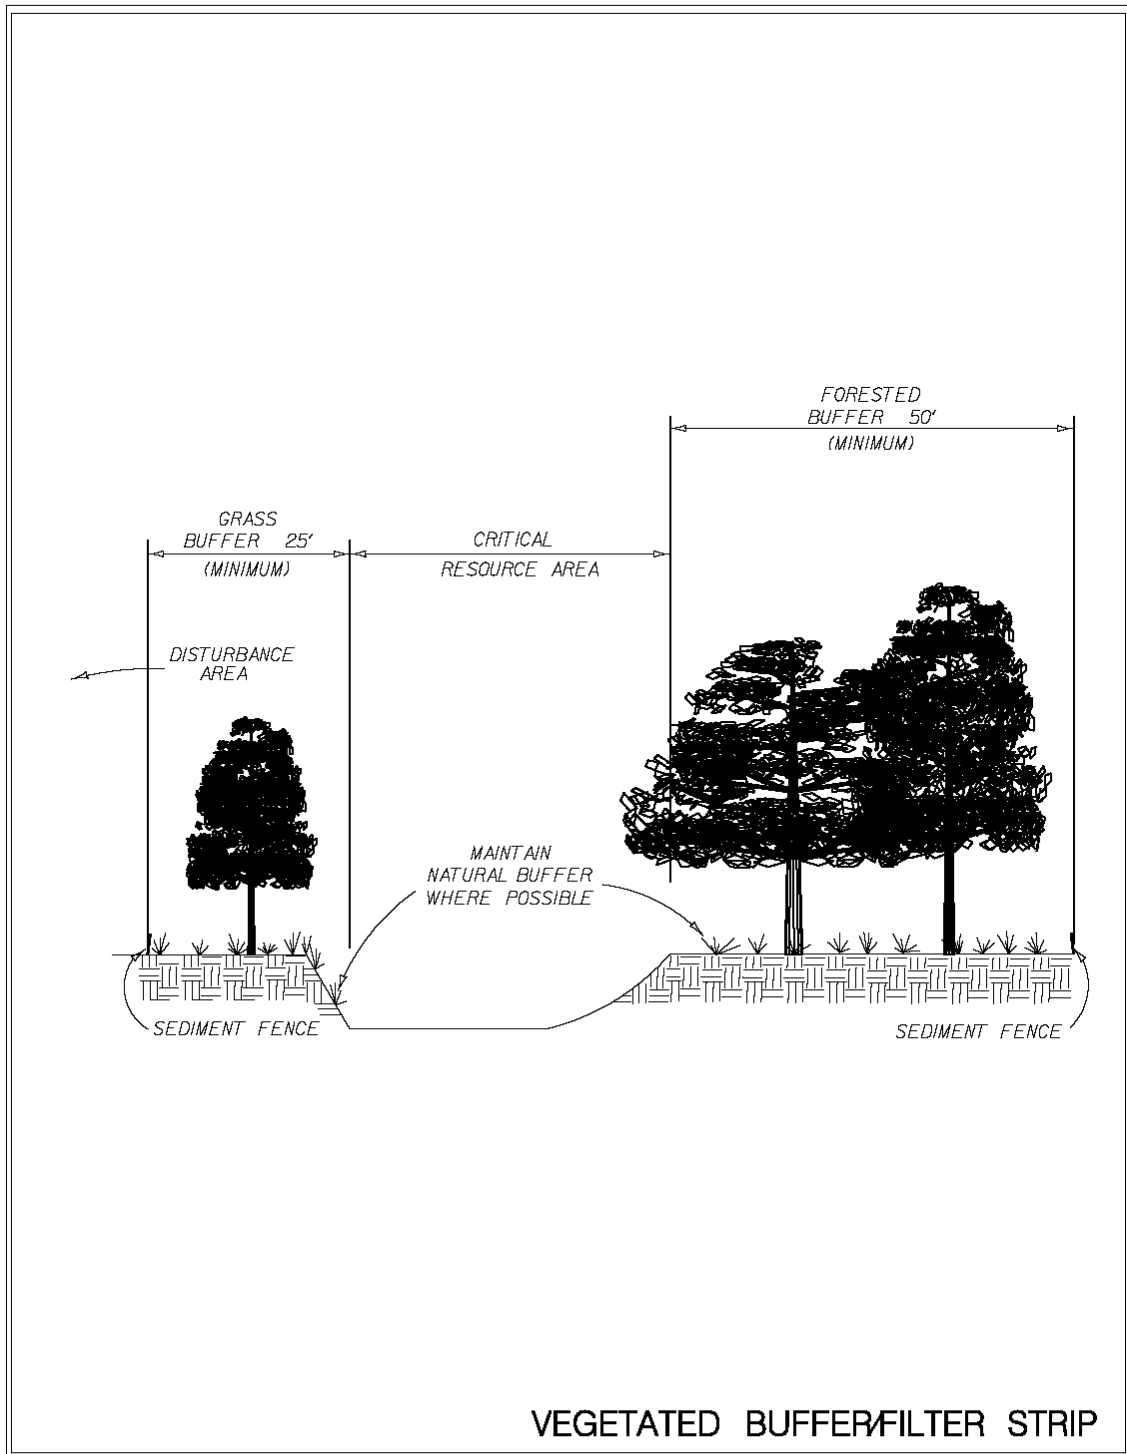 FORESTED
BUFFER 50'
(MINIMUM)
GRASS
BUFFER 25'
(MINIMUM)
CRITICAL
RESOURCE AREA
DISTURBANCE
AREA
MAINTAIN
NATURAL BUFFER
WHERE POSSIBLE
SEDIMENT FENCE
SEDIMENT FENCE
VEGETATED BUFFER/FILTER STRIP